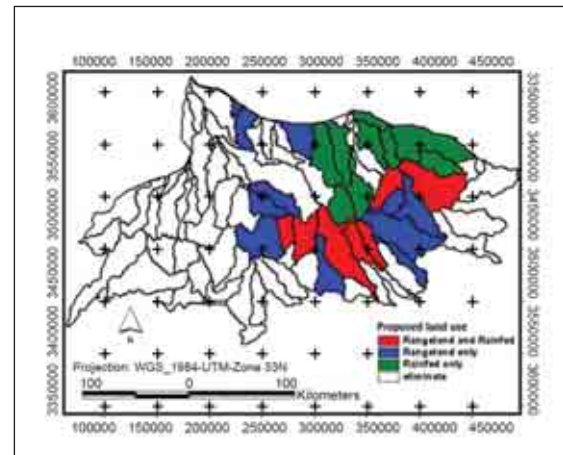 100000 150000 200000 250000 300000 350000 400000 450000
3600000
3550000
3500000
3450000
3400000
3350000
3350000
3400000
3450000
3500000
3550000
3600000
N
Proposed land use
Rangeland and Rainfed
Rangeland only
Rainfed only
eliminate
Projection: WGS_1984-UTM-Zone 33N
100 0 100
Kilometers
100000 150000 200000 250000 300000 350000 400000 450000